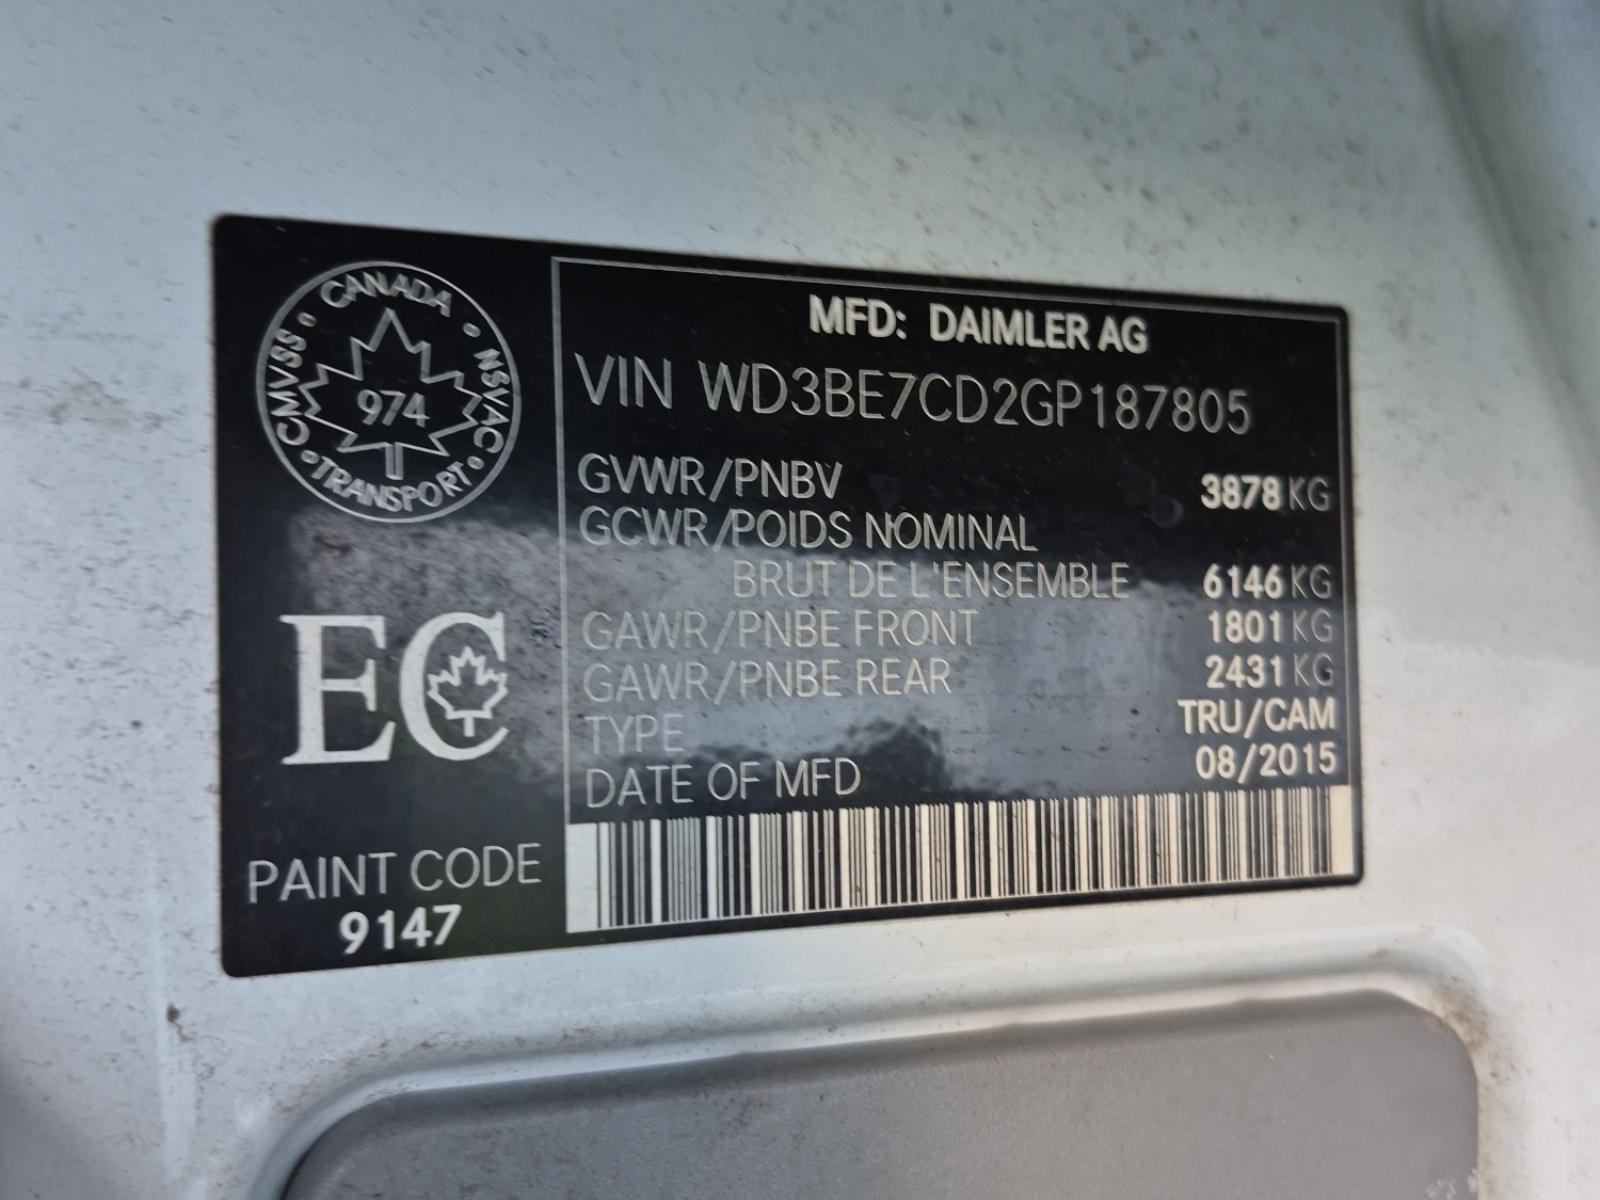 CANADA
CMVSS
NSVAC
974
TRANSPORT
EC
PAINT CODE
9147
MFD: DAIMLER AG
VIN WD3BE7CD2GP187805
GVWR/PNBV 3878 KG
GCWR/POIDS NOMINAL
BRUT DE L'ENSEMBLE 6146 KG
GAWR/PNBE FRONT 1801 KG
GAWR/PNBE REAR 2431 KG
TYPE TRU/CAM
DATE OF MFD 08/2015